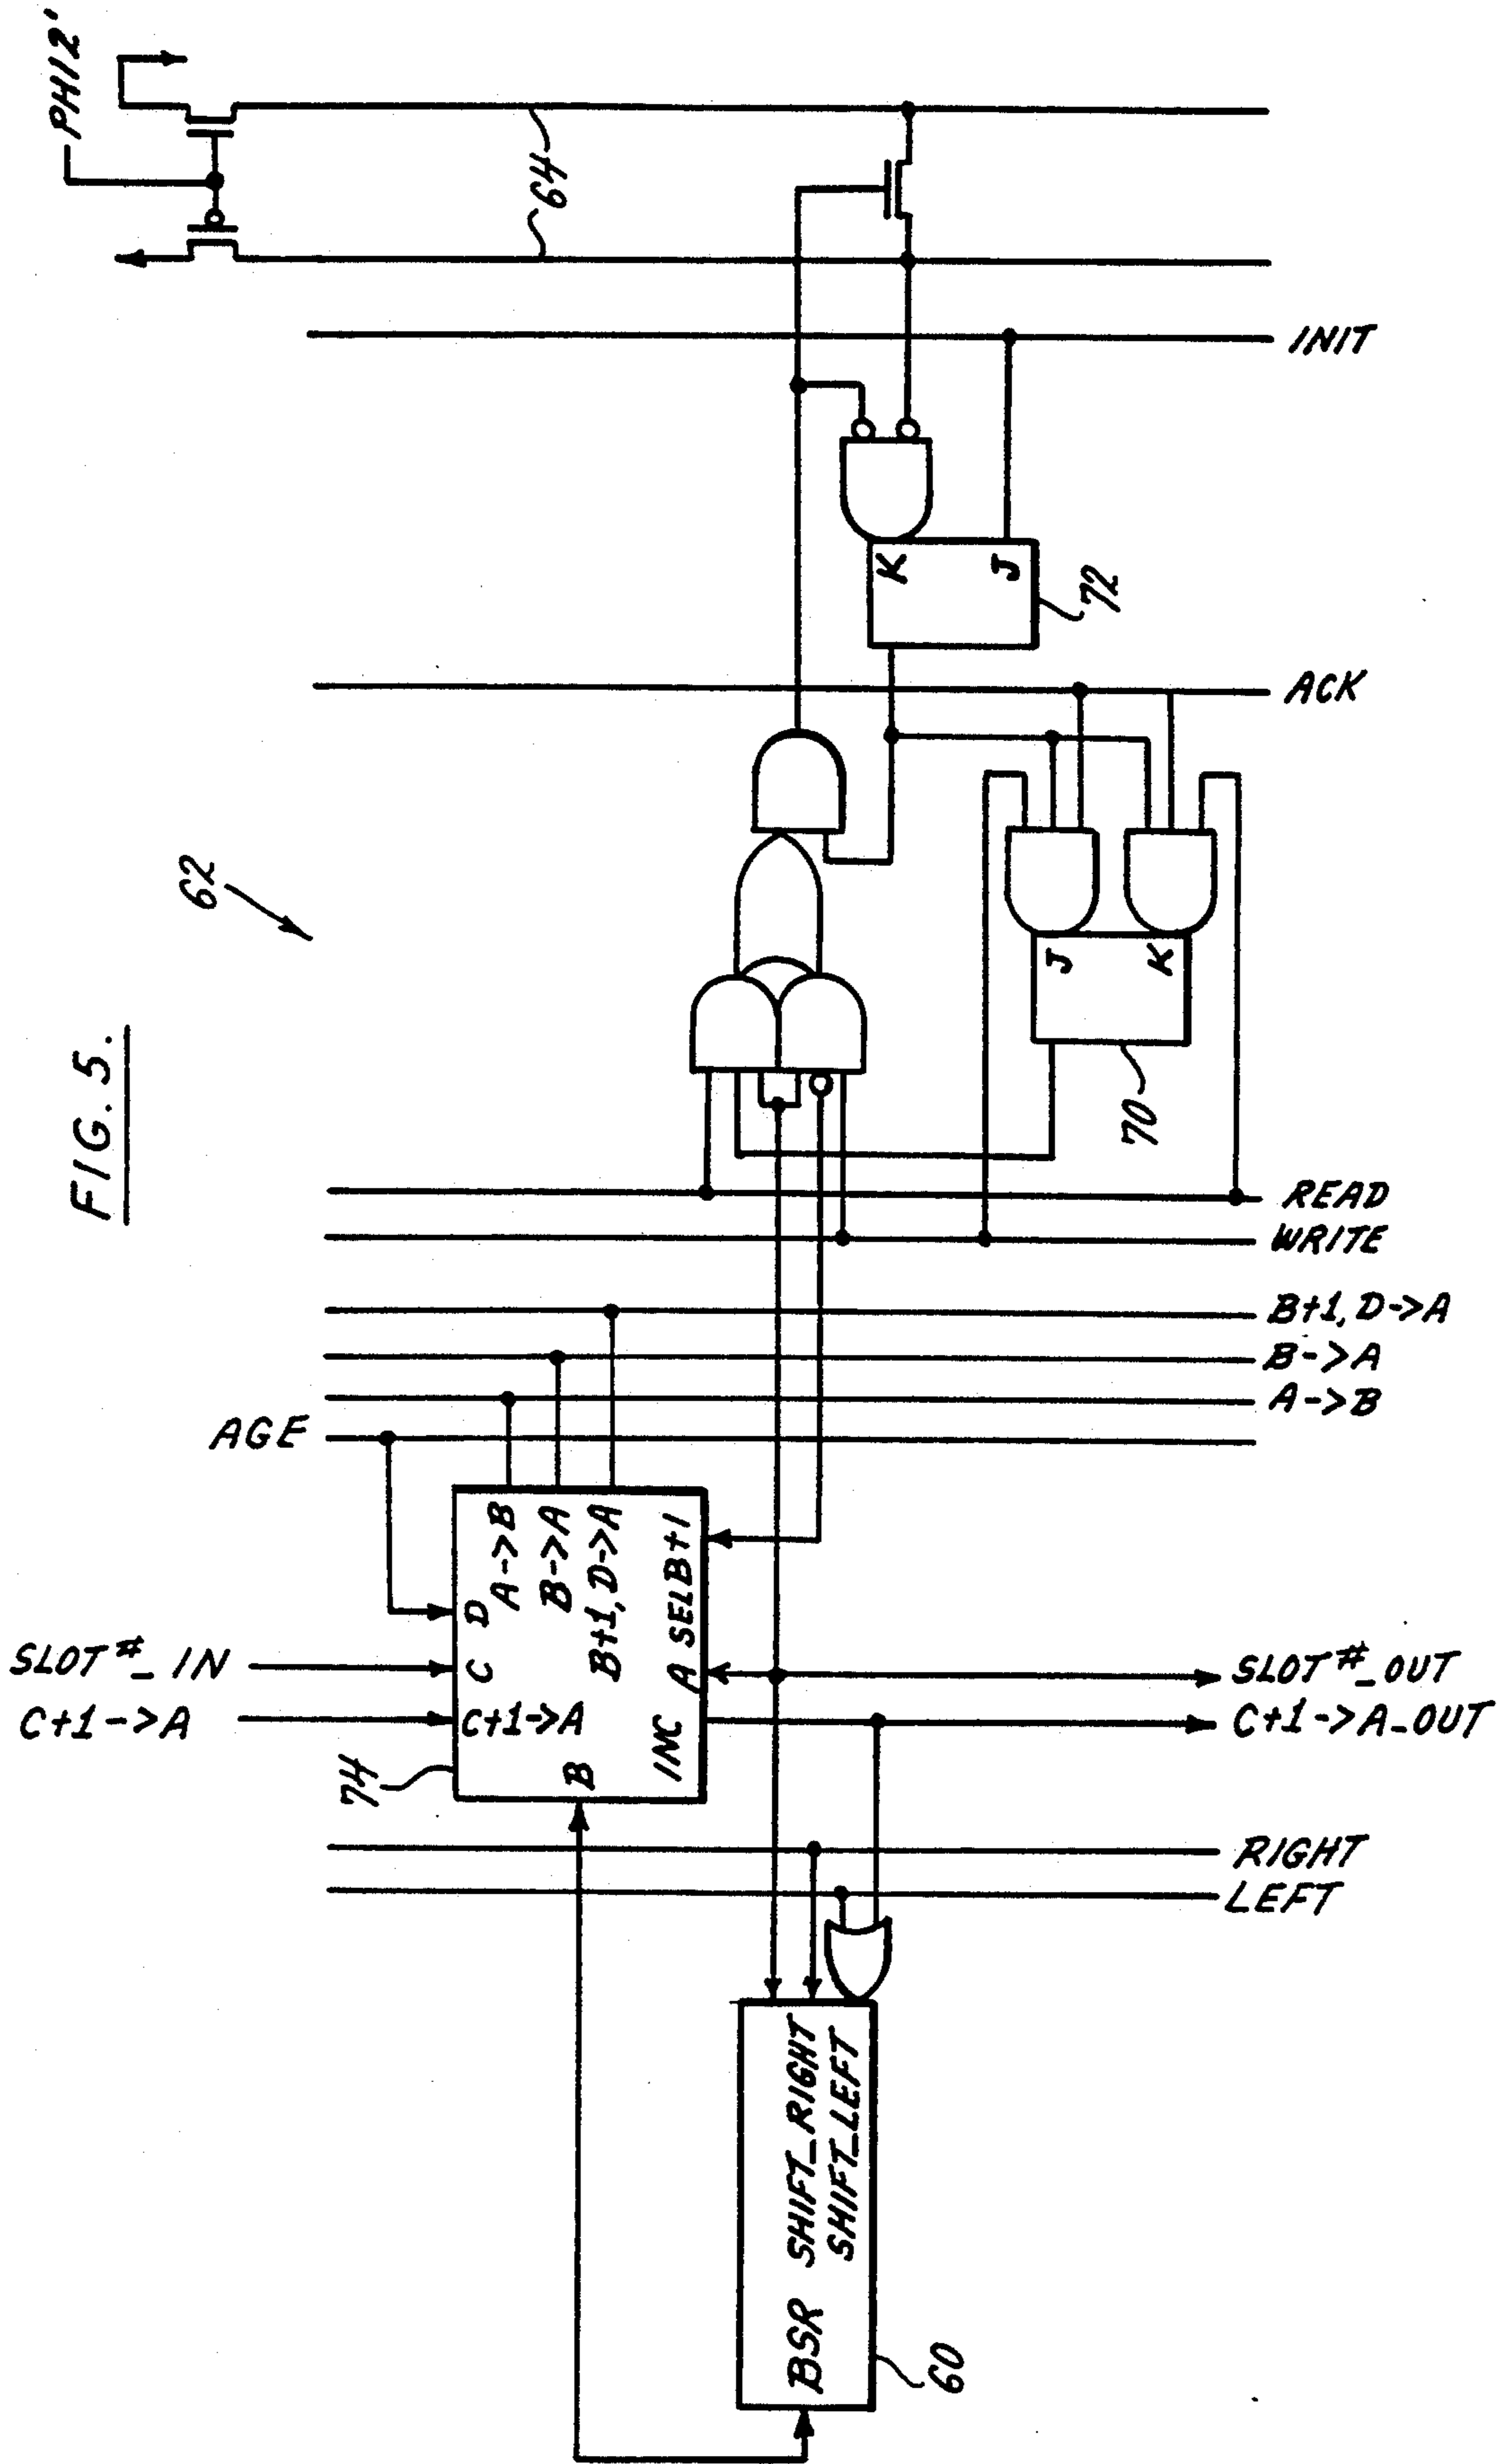 FIG. 5.
62
PHI2'
64
INIT
72
K
J
ACK
70
J
K
READ
WRITE
B+1, D->A
B->A
A->B
AGE
SLOT#_IN
C+1->A
74
D
C
C+1->A
B
A->B
B->A
B+1, D->A
SELB+1
A
INC
SLOT#_OUT
C+1->A_OUT
RIGHT
LEFT
BSR
SHIFT_RIGHT
SHIFT_LEFT
60